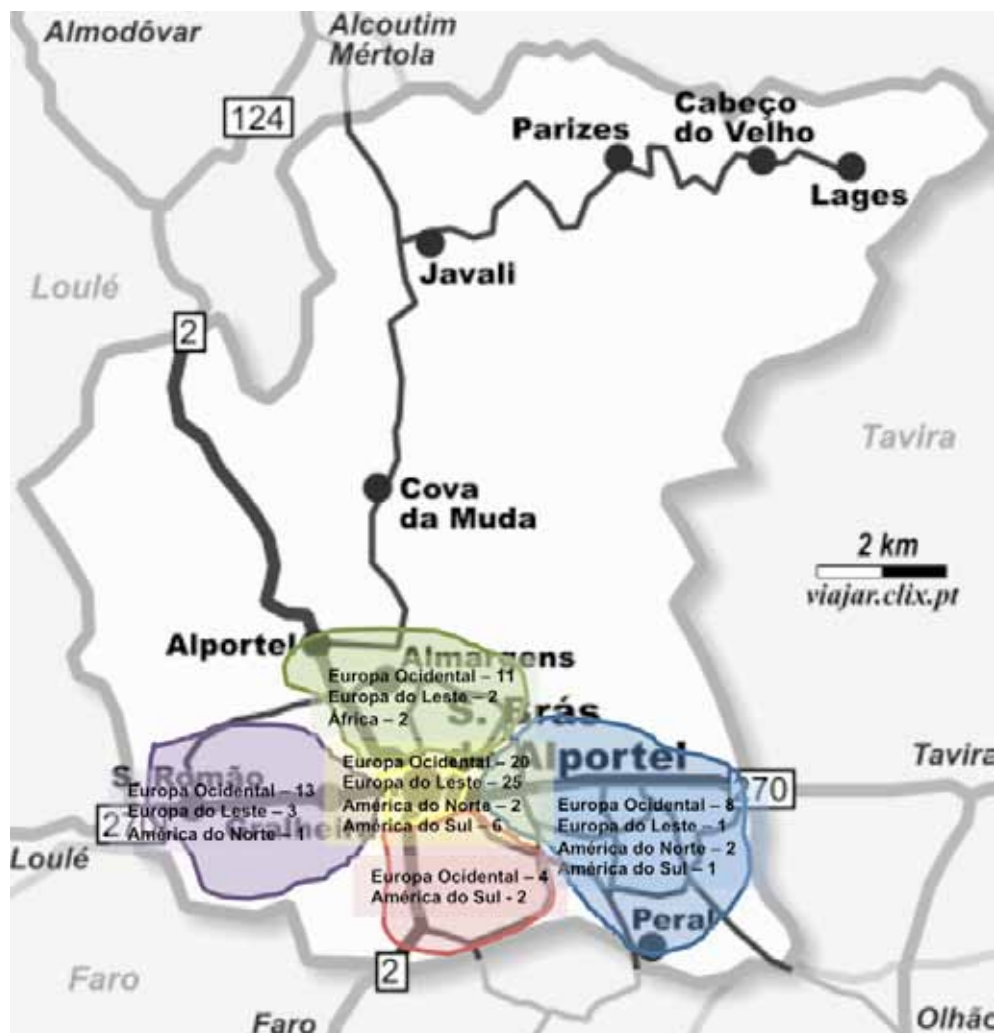 Almodôvar
Alcoutim
Mértola
124
Parizes
Cabeço
do Velho
Lages
Javali
Loulé
2
Tavira
Cova
da Muda
2 km
viajar.clix.pt
Alportel
Almargens
Europa Ocidental – 11
Europa do Leste – 2
África – 2
S. Brás
de Alportel
Europa Ocidental – 20
Europa do Leste – 25
América do Norte – 2
América do Sul – 6
S. Romão
Europa Ocidental – 13
Europa do Leste – 3
América do Norte – 1
Tavira
270
Europa Ocidental – 8
Europa do Leste – 1
América do Norte – 2
América do Sul – 1
Loulé
Europa Ocidental – 4
América do Sul - 2
Peral
2
Faro
Faro
Olhão